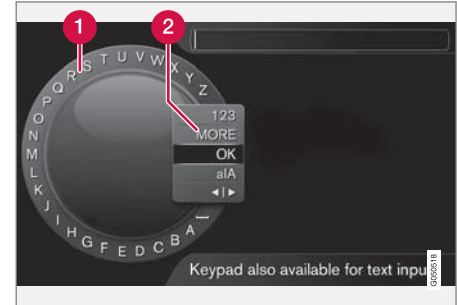 1
2
A B C D E F G H I J K L M N O P Q R S T U V W X Y Z
123
MORE
OK
a|A
◄|►
Keypad also available for text inpu
G050518